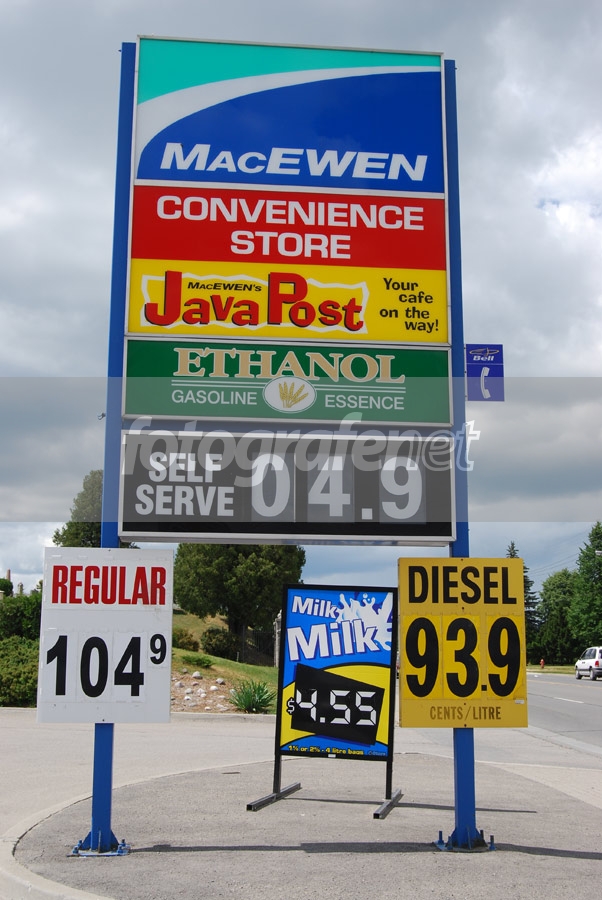 MACEWEN
CONVENIENCE
STORE
MACEWEN'S
Java Post
Your
cafe
on the
way!
ETHANOL
GASOLINE ESSENCE
Bell
fotografenet
SELF
SERVE
04.9
REGULAR
104⁹
Milk
Milk
$4.55
1% or 2% - 4 litre bags
DIESEL
93.9
CENTS/LITRE